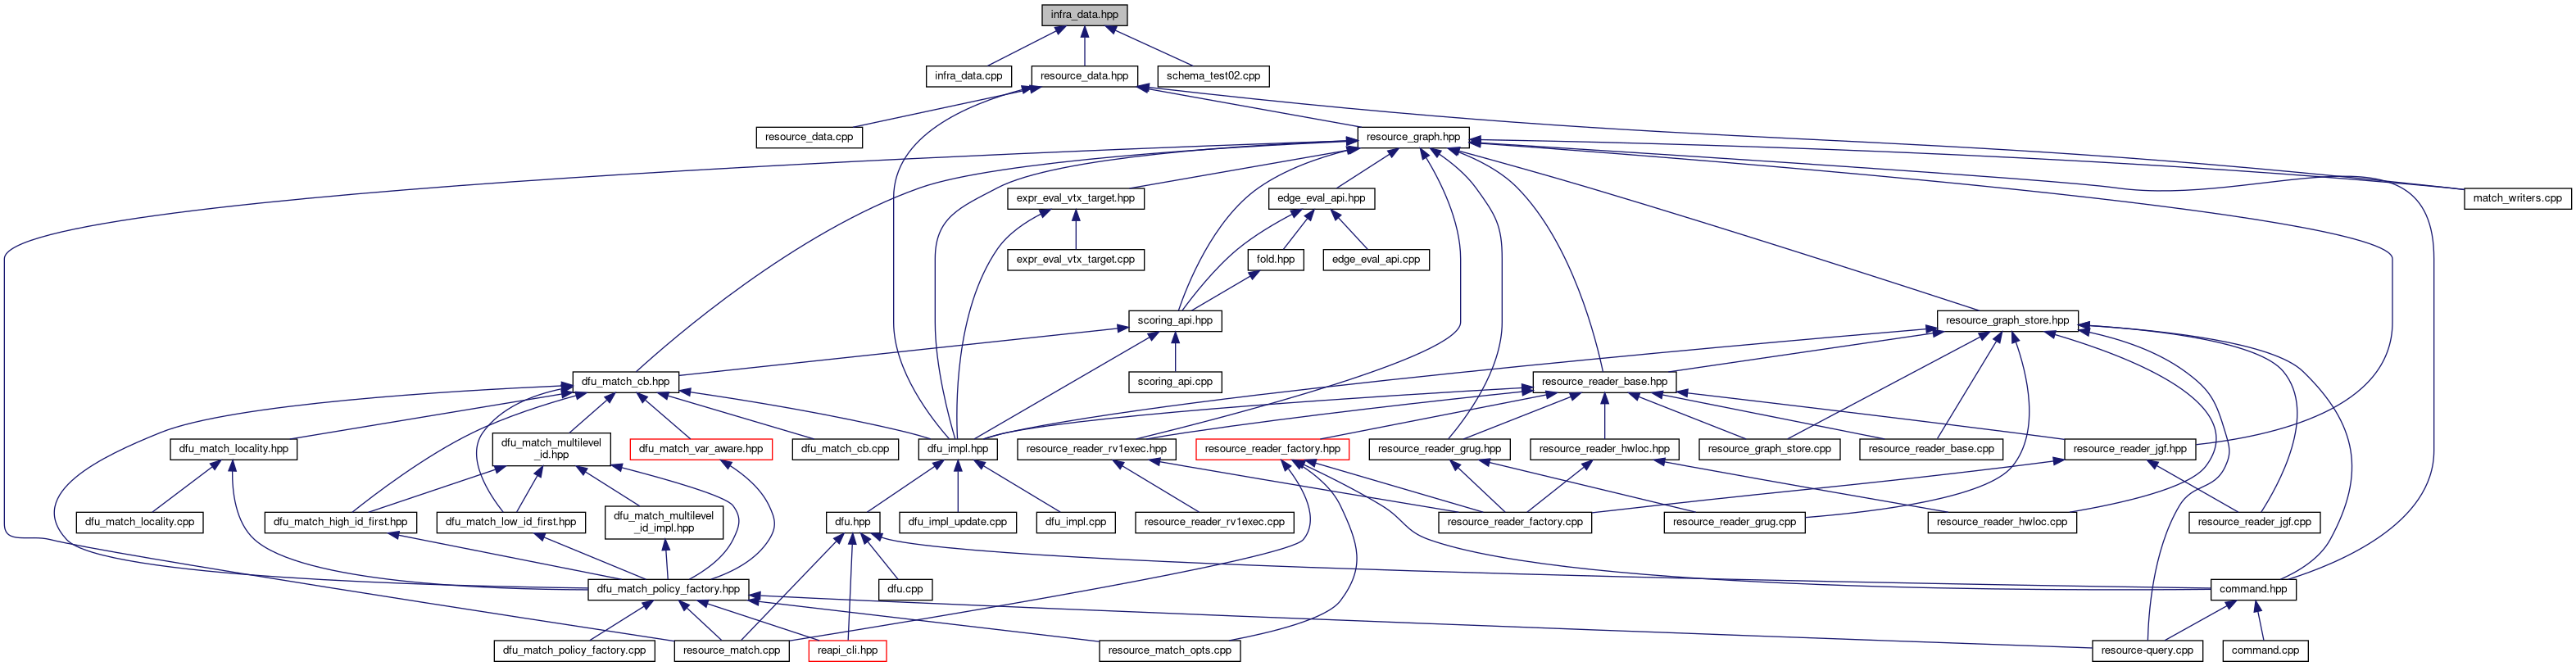 infra_data.hpp
infra_data.cpp
resource_data.hpp
schema_test02.cpp
resource_data.cpp
resource_graph.hpp
expr_eval_vtx_target.hpp
edge_eval_api.hpp
match_writers.cpp
expr_eval_vtx_target.cpp
fold.hpp
edge_eval_api.cpp
scoring_api.hpp
resource_graph_store.hpp
dfu_match_cb.hpp
scoring_api.cpp
resource_reader_base.hpp
dfu_match_locality.hpp
dfu_match_multilevel
_id.hpp
dfu_match_var_aware.hpp
dfu_match_cb.cpp
dfu_impl.hpp
resource_reader_rv1exec.hpp
resource_reader_factory.hpp
resource_reader_grug.hpp
resource_reader_hwloc.hpp
resource_graph_store.cpp
resource_reader_base.cpp
resource_reader_jgf.hpp
dfu_match_locality.cpp
dfu_match_high_id_first.hpp
dfu_match_low_id_first.hpp
dfu_match_multilevel
_id_impl.hpp
dfu.hpp
dfu_impl_update.cpp
dfu_impl.cpp
resource_reader_rv1exec.cpp
resource_reader_factory.cpp
resource_reader_grug.cpp
resource_reader_hwloc.cpp
resource_reader_jgf.cpp
dfu_match_policy_factory.hpp
dfu.cpp
command.hpp
dfu_match_policy_factory.cpp
resource_match.cpp
reapi_cli.hpp
resource_match_opts.cpp
resource-query.cpp
command.cpp